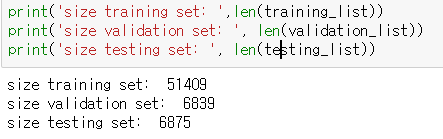 print('size training set: ',len(training_list))
print('size validation set: ', len(validation_list))
print('size testing set: ', len(testing_list))
size training set:  51409
size validation set:  6839
size testing set:  6875